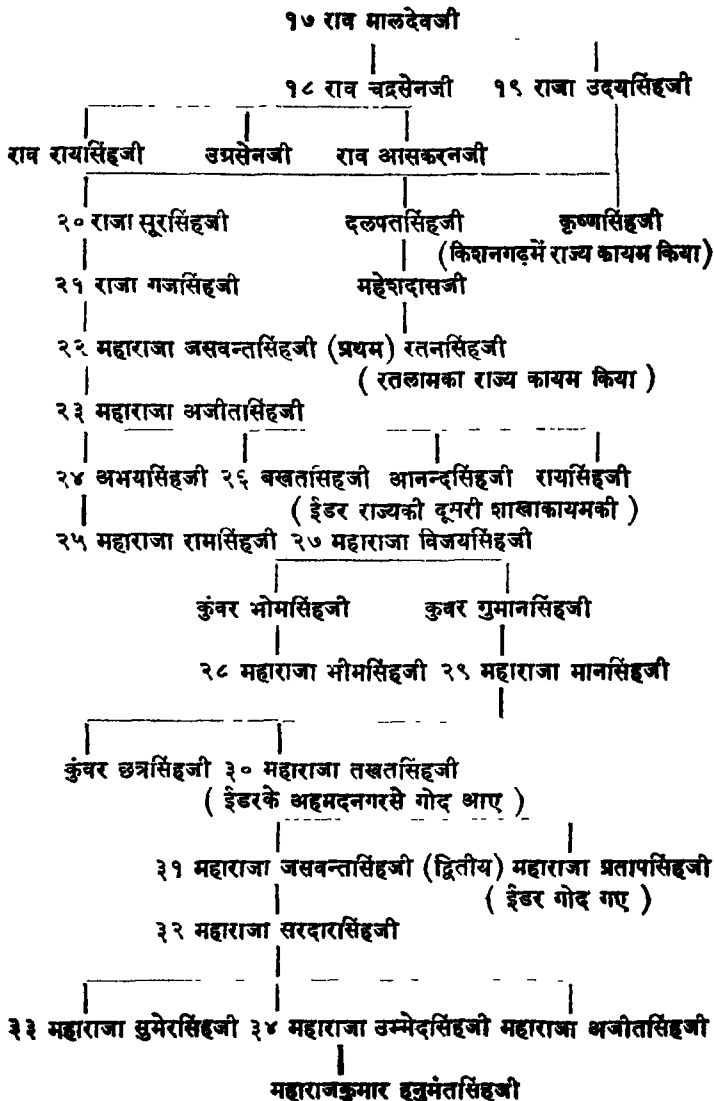 १७ राव मालदेवजी
१८ राव चद्रसेनजी १९ राजा उदयसिंहजी
राव रायसिंहजी उग्रसेनजी राव आसकरनजी
२० राजा सूरसिंहजी दलपतसिंहजी कृष्णसिंहजी
(किशनगढ़में राज्य कायम किया)
२१ राजा गजसिंहजी महेशदासजी
२२ महाराजा जसवन्तसिंहजी (प्रथम) रतनसिंहजी
( रतलामका राज्य कायम किया )
२३ महाराजा अजीतासिंहजी
२४ अभयसिंहजी २६ बखतसिहजी आनन्दसिंहजी रायसिंहजी
( ईडर राज्यकी दूसरी शाखाकायमकी )
२५ महाराजा रामसिंहजी २७ महाराजा विजयसिंहजी
कुंवर भोमसिंहजी कुवर गुमानसिंहजी
२८ महाराजा भीमसिंहजी २९ महाराजा मानसिंहजी
कुंवर छत्रसिंहजी ३० महाराजा तखतसिंहजी
( ईडरके अहमदनगरसे गोद आए )
३१ महाराजा जसवन्तसिंहजी (द्वितीय) महाराजा प्रतापसिंहजी
( ईडर गोद गए )
३२ महाराजा सरदारसिंहजी
३३ महाराजा सुमेरसिंहजी ३४ महाराजा उम्मेदसिंहजी महाराजा अजीतसिंहजी
महाराजकुमार हनुमंतसिंहजी